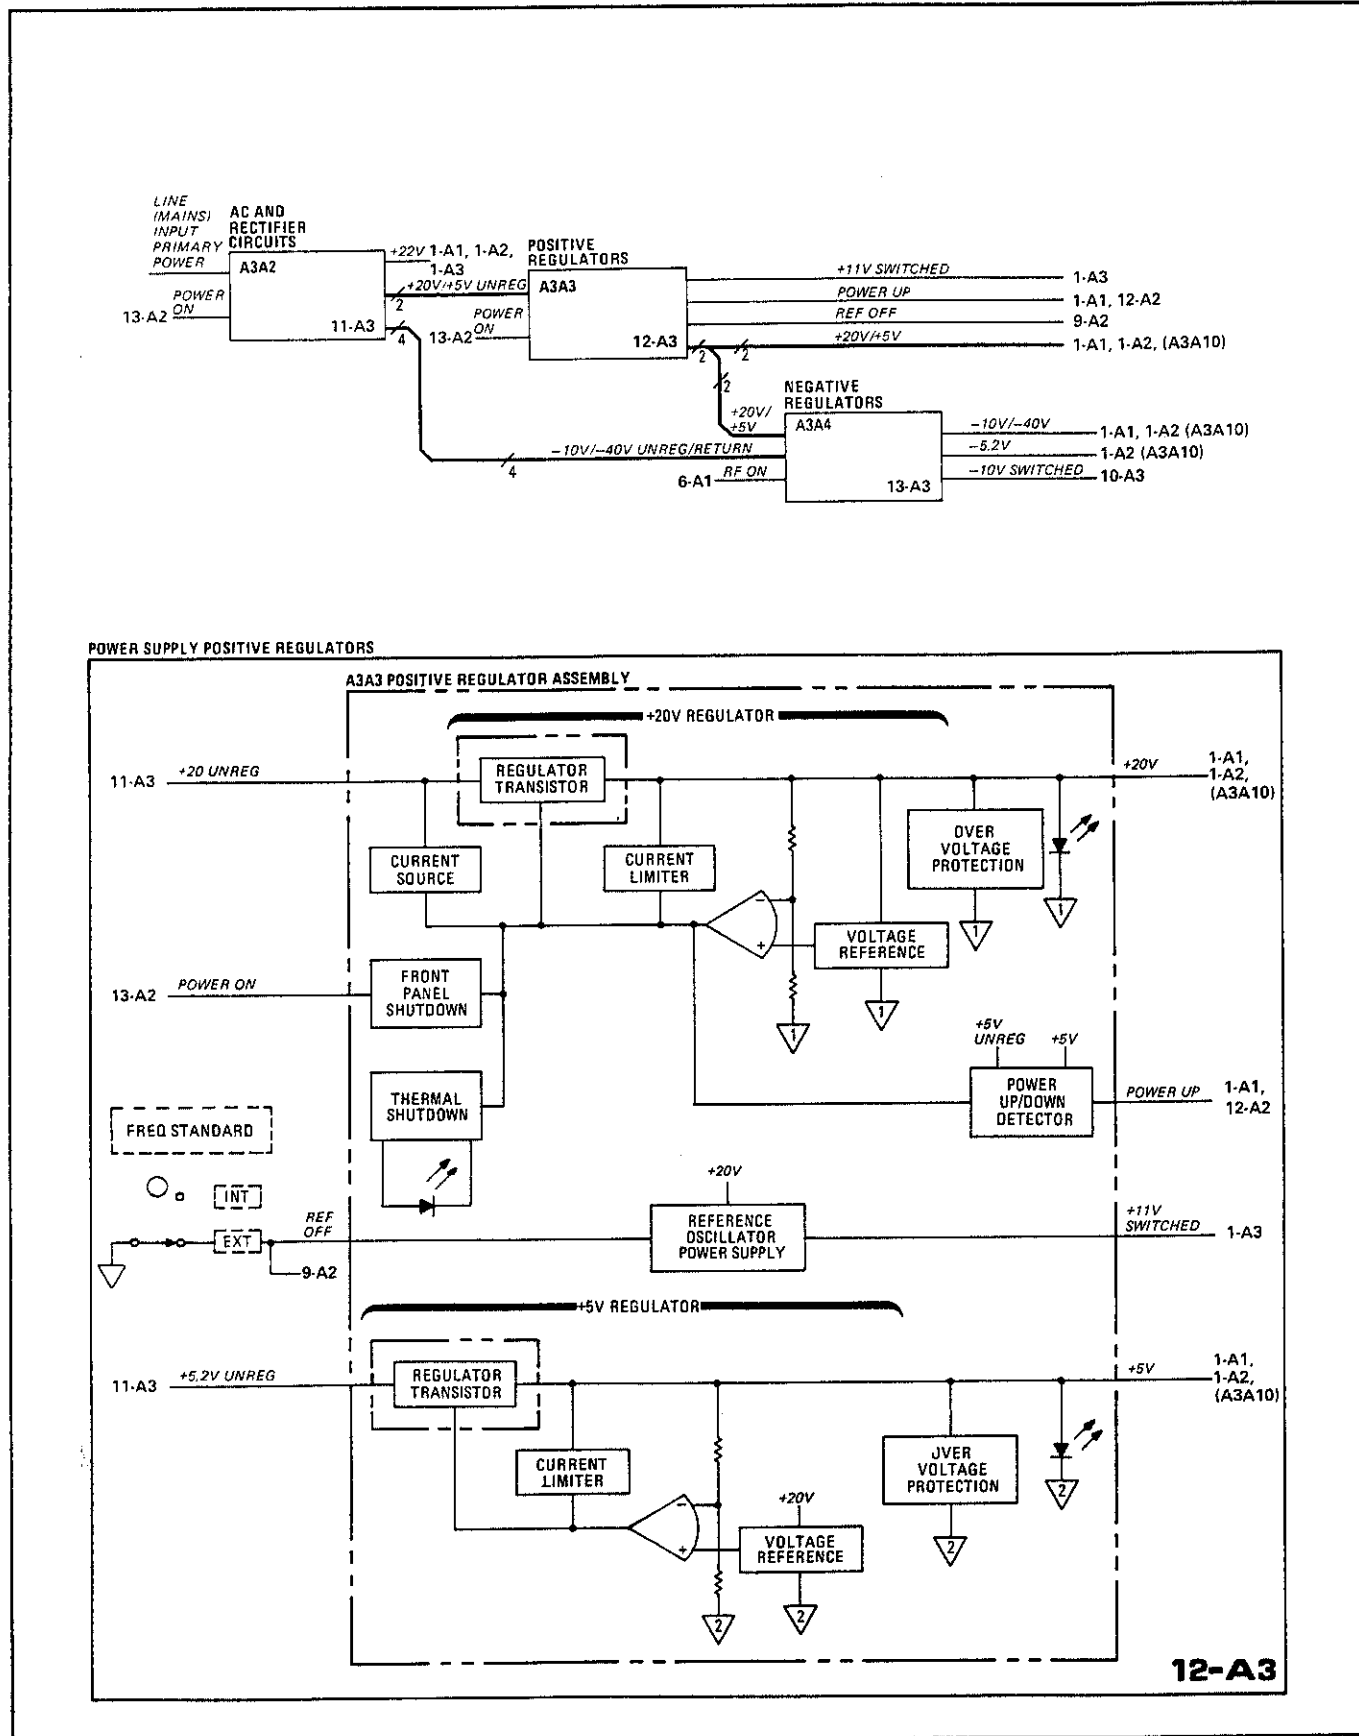 LINE
(MAINS)
INPUT
PRIMARY
POWER
AC AND
RECTIFIER
CIRCUITS
A3A2
POWER
ON
13-A2
11-A3
+22V 1-A1, 1-A2,
1-A3
+20V/+5V UNREG
2
4
POSITIVE
REGULATORS
A3A3
POWER
ON
13-A2
12-A3
+11V SWITCHED
1-A3
POWER UP
1-A1, 12-A2
REF OFF
9-A2
+20V/+5V
1-A1, 1-A2, (A3A10)
2
2
2
+20V/
+5V
NEGATIVE
REGULATORS
A3A4
-10V/-40V UNREG/RETURN
4
6-A1 RF ON
13-A3
-10V/-40V
1-A1, 1-A2 (A3A10)
-5.2V
1-A2 (A3A10)
-10V SWITCHED
10-A3
POWER SUPPLY POSITIVE REGULATORS
A3A3 POSITIVE REGULATOR ASSEMBLY
+20V REGULATOR
11-A3
+20 UNREG
REGULATOR
TRANSISTOR
+20V
1-A1,
1-A2,
(A3A10)
CURRENT
SOURCE
CURRENT
LIMITER
OVER
VOLTAGE
PROTECTION
1
1
-
+
VOLTAGE
REFERENCE
1
1
13-A2
POWER ON
FRONT
PANEL
SHUTDOWN
+5V
UNREG
+5V
POWER
UP/DOWN
DETECTOR
POWER UP
1-A1,
12-A2
THERMAL
SHUTDOWN
FREQ STANDARD
INT
EXT
REF
OFF
9-A2
+20V
REFERENCE
OSCILLATOR
POWER SUPPLY
+11V
SWITCHED
1-A3
+5V REGULATOR
11-A3
+5.2V UNREG
REGULATOR
TRANSISTOR
+5V
1-A1,
1-A2,
(A3A10)
CURRENT
LIMITER
OVER
VOLTAGE
PROTECTION
2
2
-
+
+20V
VOLTAGE
REFERENCE
2
2
12-A3